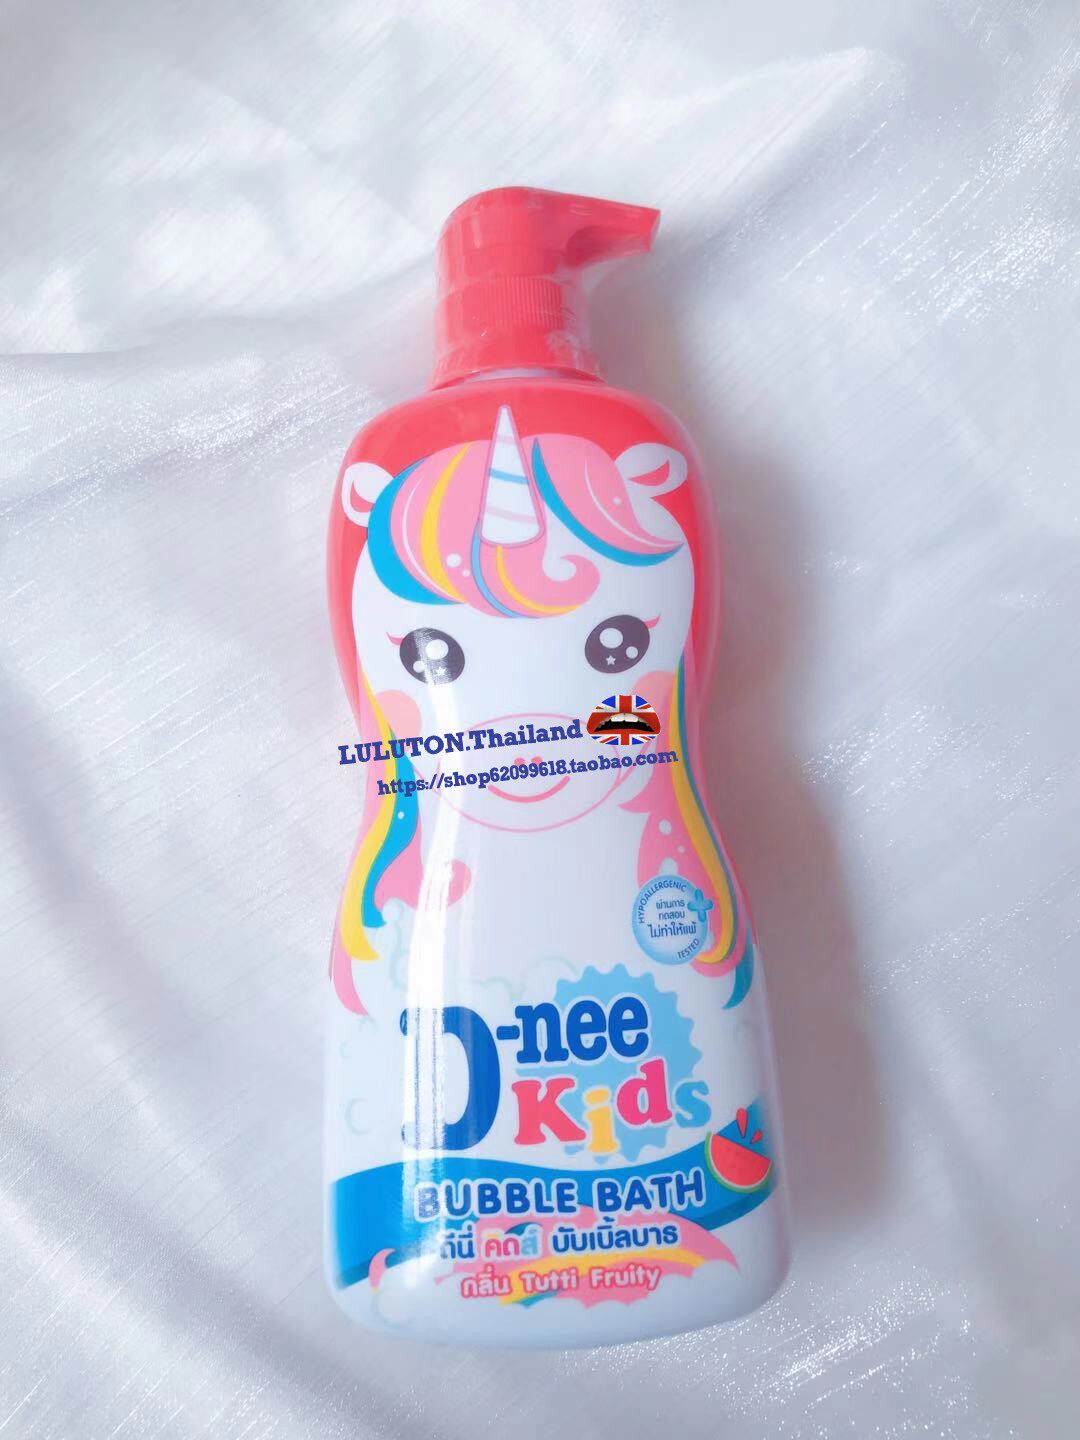 LULUTON.Thailand
https://shop62099618.taobao.com
HYPOALLERGENIC
ผ่านการ
ทดสอบ
ไม่ทำให้แพ้
TESTED
D-nee
Kids
BUBBLE BATH
ดีนี่ คิดส์ บับเบิ้ลบาธ
กลิ่น Tutti Fruity